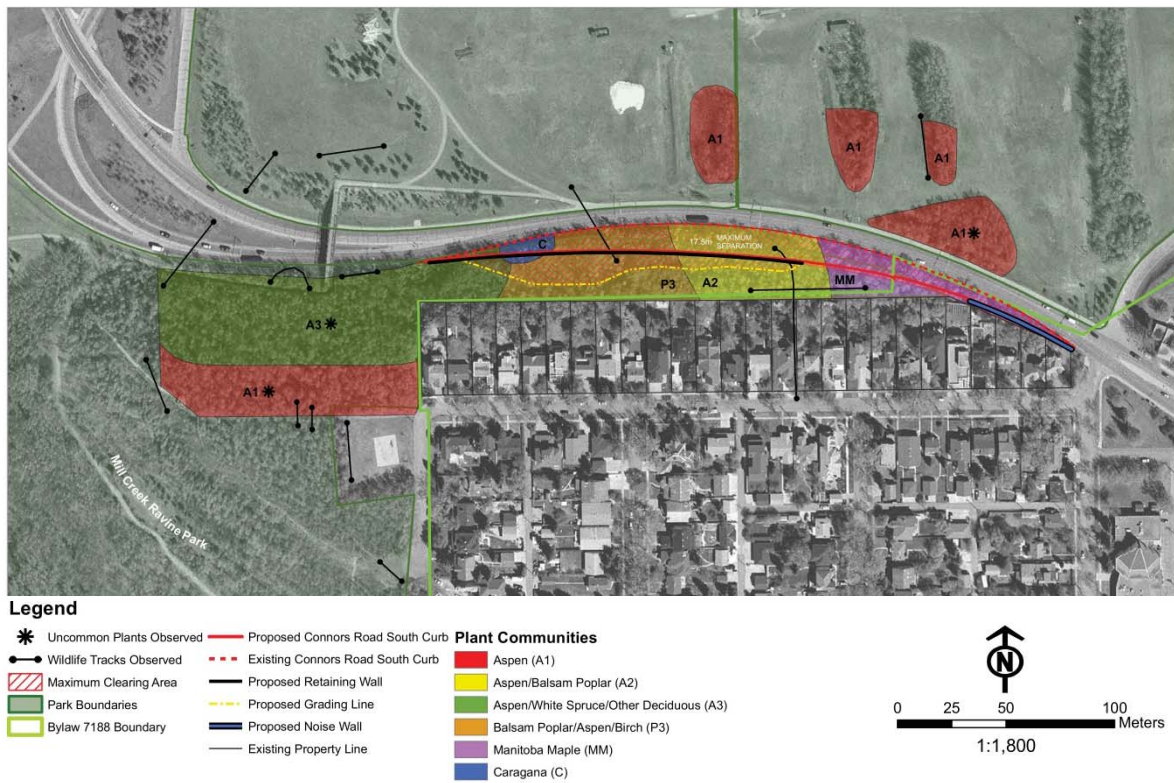 A1
A1
A1
A1
C
17.5m MAXIMUM
SEPARATION
P3
A2
MM
A3
A1
Mill Creek Ravine Park
Legend
Uncommon Plants Observed
Wildlife Tracks Observed
Maximum Clearing Area
Park Boundaries
Bylaw 7188 Boundary
Proposed Connors Road South Curb
Existing Connors Road South Curb
Proposed Retaining Wall
Proposed Grading Line
Proposed Noise Wall
Existing Property Line
Plant Communities
Aspen (A1)
Aspen/Balsam Poplar (A2)
Aspen/White Spruce/Other Deciduous (A3)
Balsam Poplar/Aspen/Birch (P3)
Manitoba Maple (MM)
Caragana (C)
N
0 25 50 100
Meters
1:1,800